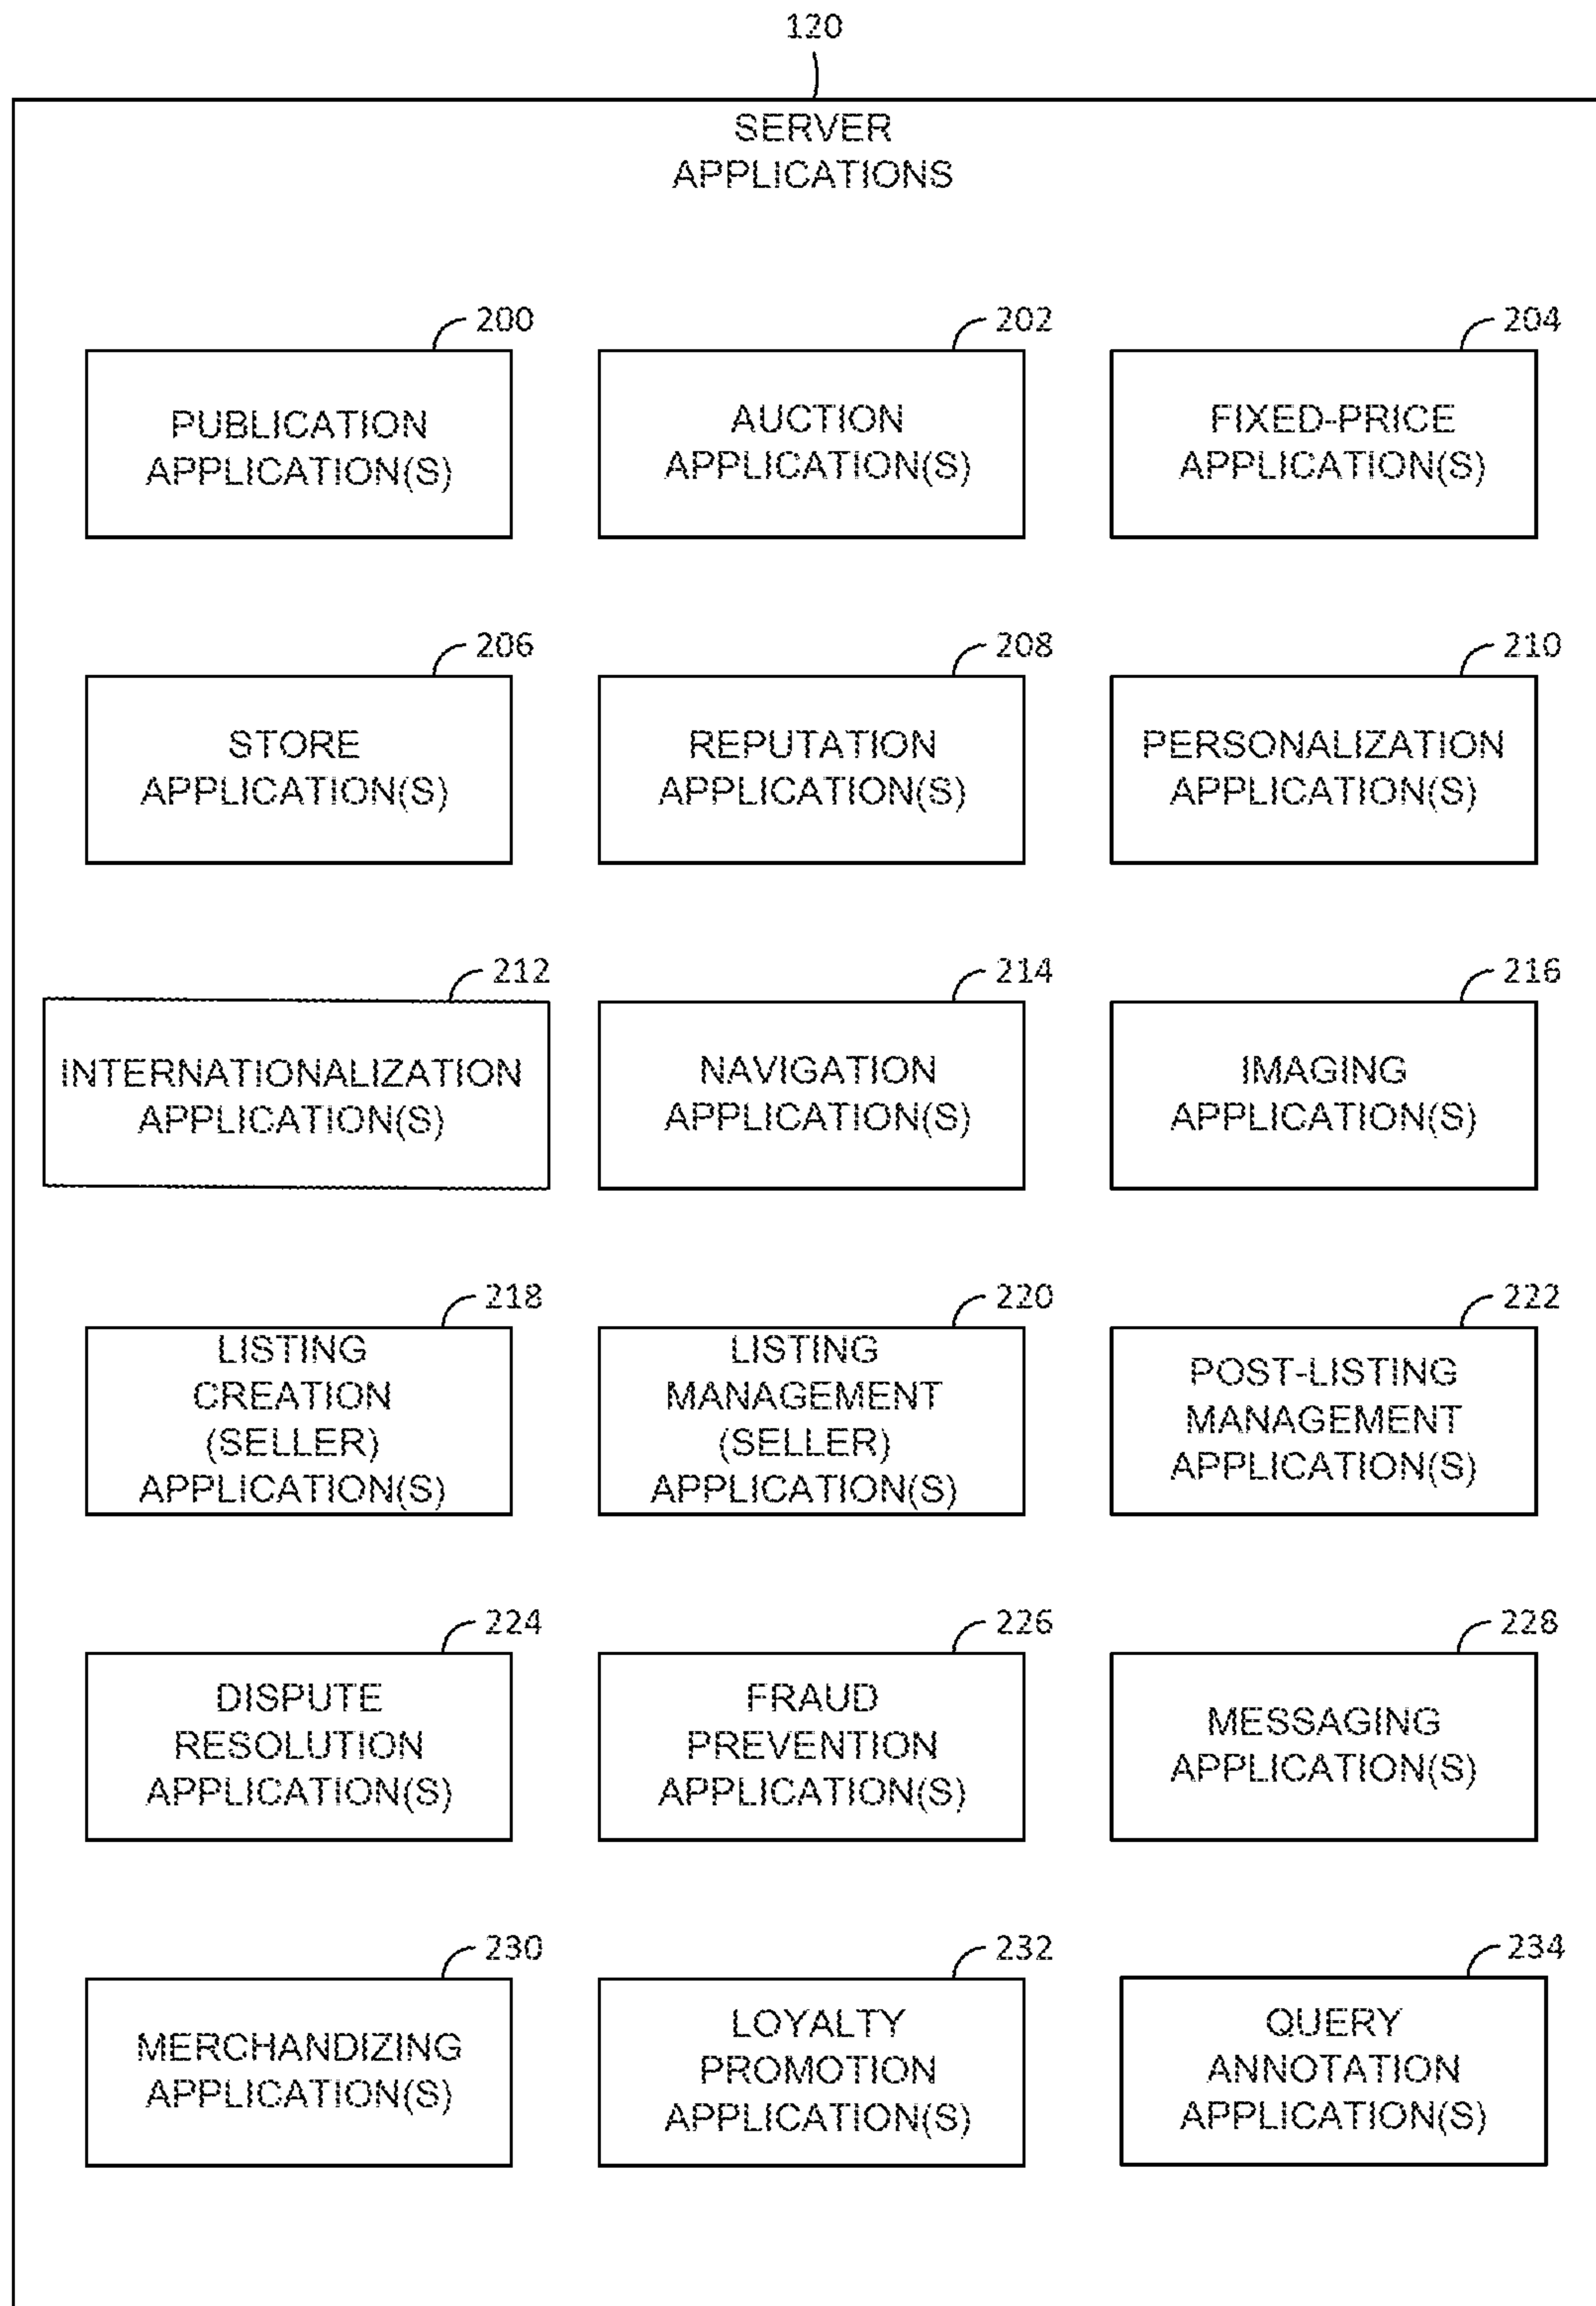 120
SERVER
APPLICATIONS
200
PUBLICATION
APPLICATION(S)
202
AUCTION
APPLICATION(S)
204
FIXED-PRICE
APPLICATION(S)
206
STORE
APPLICATION(S)
208
REPUTATION
APPLICATION(S)
210
PERSONALIZATION
APPLICATION(S)
212
INTERNATIONALIZATION
APPLICATION(S)
214
NAVIGATION
APPLICATION(S)
216
IMAGING
APPLICATION(S)
218
LISTING
CREATION
(SELLER)
APPLICATION(S)
220
LISTING
MANAGEMENT
(SELLER)
APPLICATION(S)
222
POST-LISTING
MANAGEMENT
APPLICATION(S)
224
DISPUTE
RESOLUTION
APPLICATION(S)
226
FRAUD
PREVENTION
APPLICATION(S)
228
MESSAGING
APPLICATION(S)
230
MERCHANDIZING
APPLICATION(S)
232
LOYALTY
PROMOTION
APPLICATION(S)
234
QUERY
ANNOTATION
APPLICATION(S)